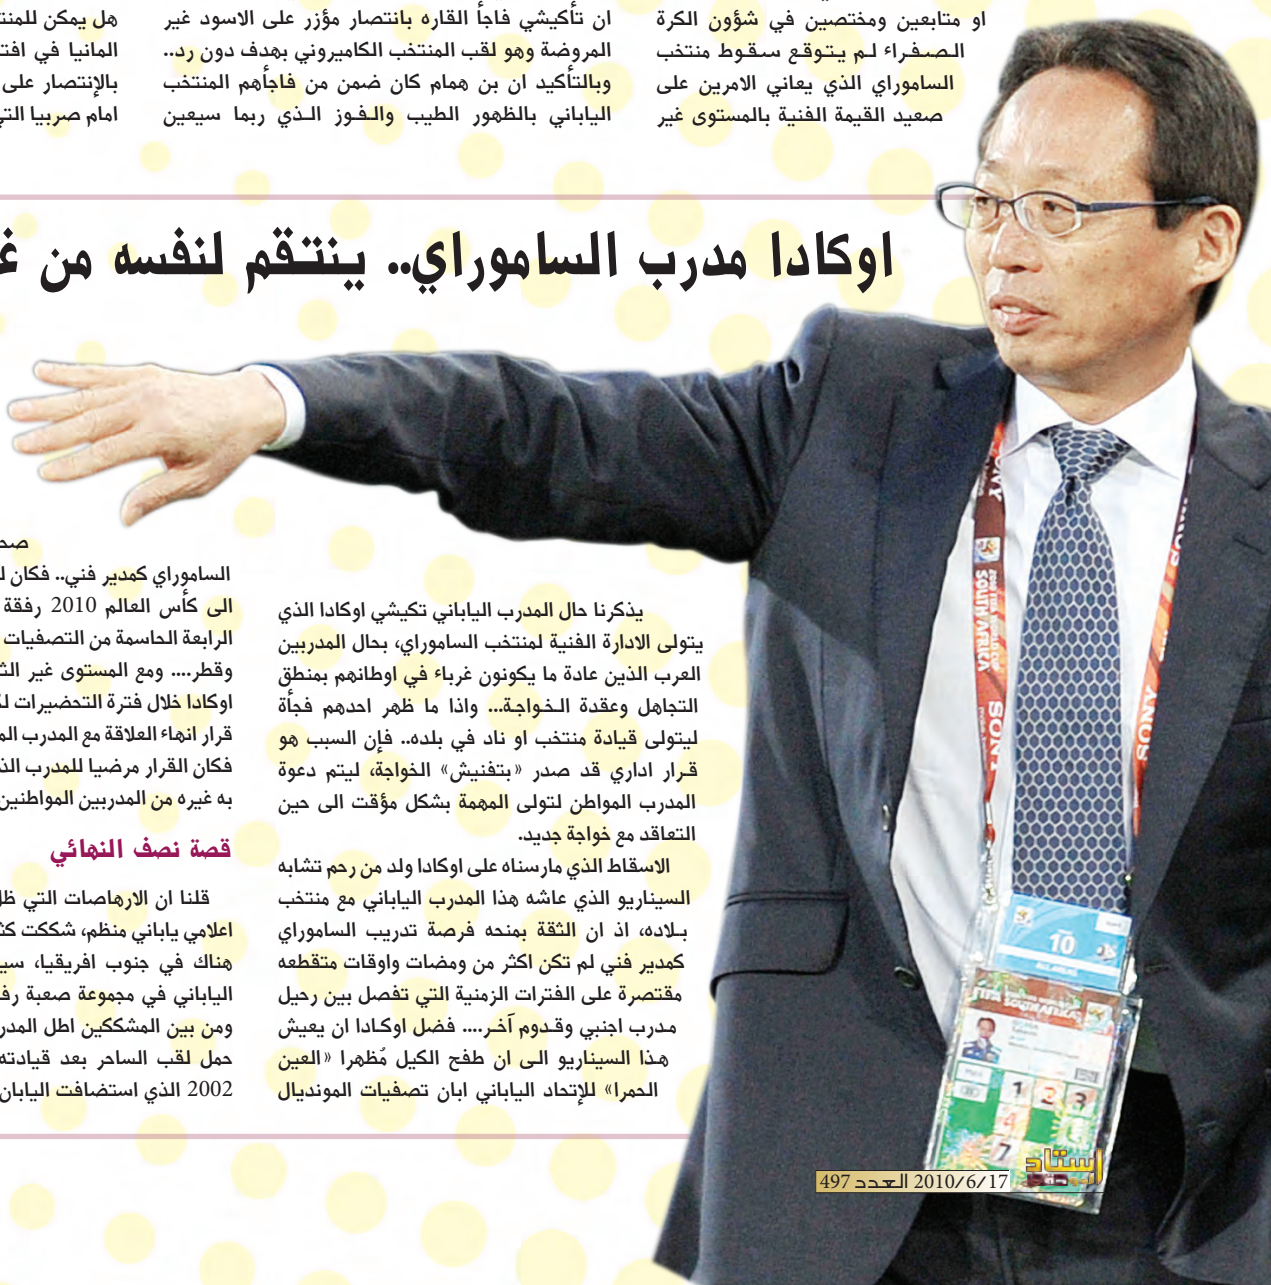 او متابعين ومختصين في شؤون الكرة
الصفراء لم يتوقع سقوط منتخب
الساموراي الذي يعاني الامرين على
صعيد القيمة الفنية بالمستوى غير
ان تأكيشي فاجأ القاره بانتصار مؤزر على الاسود غير
المروضة وهو لقب المنتخب الكاميروني بهدف دون رد..
وبالتأكيد ان بن همام كان ضمن من فاجأهم المنتخب
الياباني بالظهور الطيب والفوز الذي ربما سيعين
هل يمكن
المانيا في
بالإنتصار على
امام صربيا
اوكادا مدرب الساموراي.. ينتقم لنفسه من
يذكرنا حال المدرب الياباني تكيشي اوكادا الذي
يتولى الادارة الفنية لمنتخب الساموراي، بحال المدربين
العرب الذين عادة ما يكونون غرباء في اوطانهم بمنطق
التجاهل وعقدة الخواجة... واذا ما ظهر احدهم فجأة
ليتولى قيادة منتخب او ناد في بلده.. فإن السبب هو
قرار اداري قد صدر «بتفنيش» الخواجة، ليتم دعوة
المدرب المواطن لتولى المهمة بشكل مؤقت الى حين
التعاقد مع خواجة جديد.
الاسقاط الذي مارسناه على اوكادا ولد من رحم تشابه
السيناريو الذي عاشه هذا المدرب الياباني مع منتخب
بلاده، اذ ان الثقة بمنحه فرصة تدريب الساموراي
كمدير فني لم تكن اكثر من ومضات واوقات متقطعه
مقتصرة على الفترات الزمنية التي تفصل بين رحيل
مدرب اجنبي وقدوم آخر.... فضل اوكادا ان يعيش
هذا السيناريو الى ان طفح الكيل مُظهرا «العين
الحمرا» للإتحاد الياباني ابان تصفيات المونديال
الساموراي كمدير فني.. فكان
الى كأس العالم 2010 رفقة
الرابعة الحاسمة من التصفيات
وقطر.... ومع المستوى غير
اوكادا خلال فترة التحضيرات
قرار انهاء العلاقة مع المدرب
فكان القرار مرضيا للمدرب
به غيره من المدربين المواطنين
قصة نصف النهائي
قلنا ان الارهاصات التي
اعلامي ياباني منظم، شككت
هناك في جنوب افريقيا،
الياباني في مجموعة صعبة
ومن بين المشككين اطل
حمل لقب الساحر بعد قيادته
2002 الذي استضافت اليابان
SONY
SOUTH AFRICA
SONY
SONY
10
1 2 3
4
7
استاد
2010/6/17 العدد 497